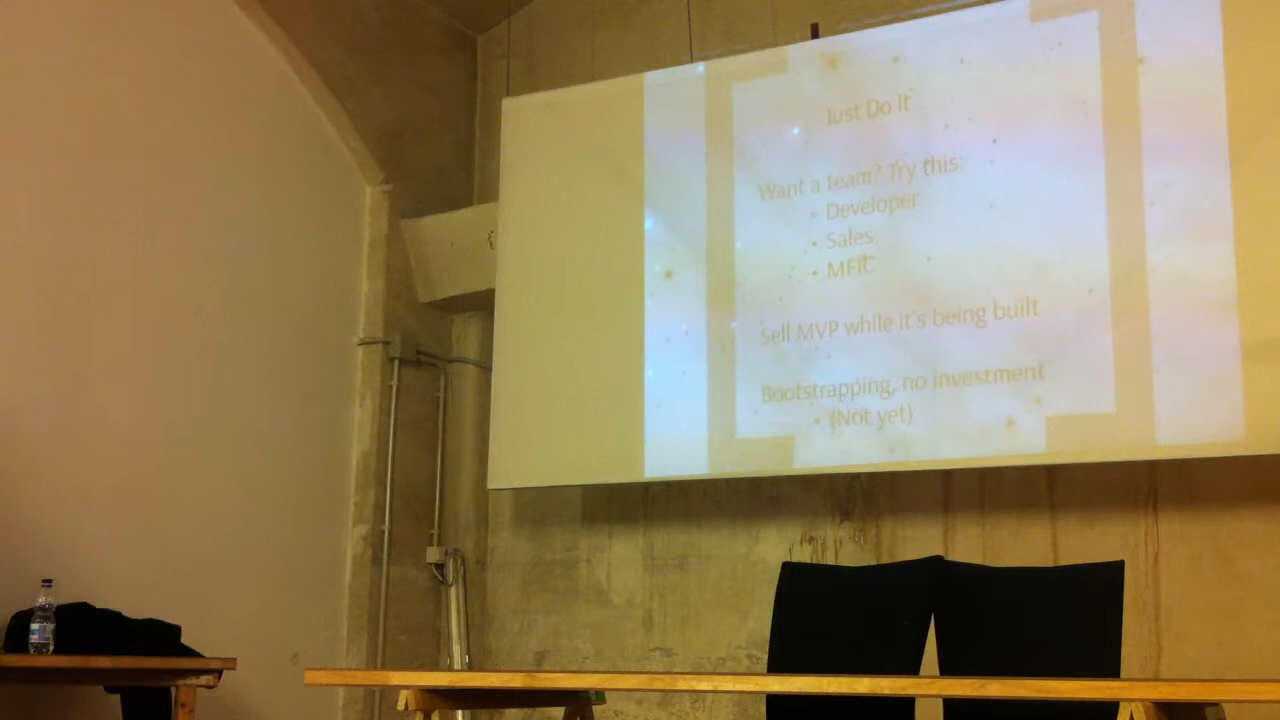 Just Do It
Want a team? Try this:
• Developer
• Sales
Sell MVP while it's being built
Bootstrapping, no investment
• (Not yet)